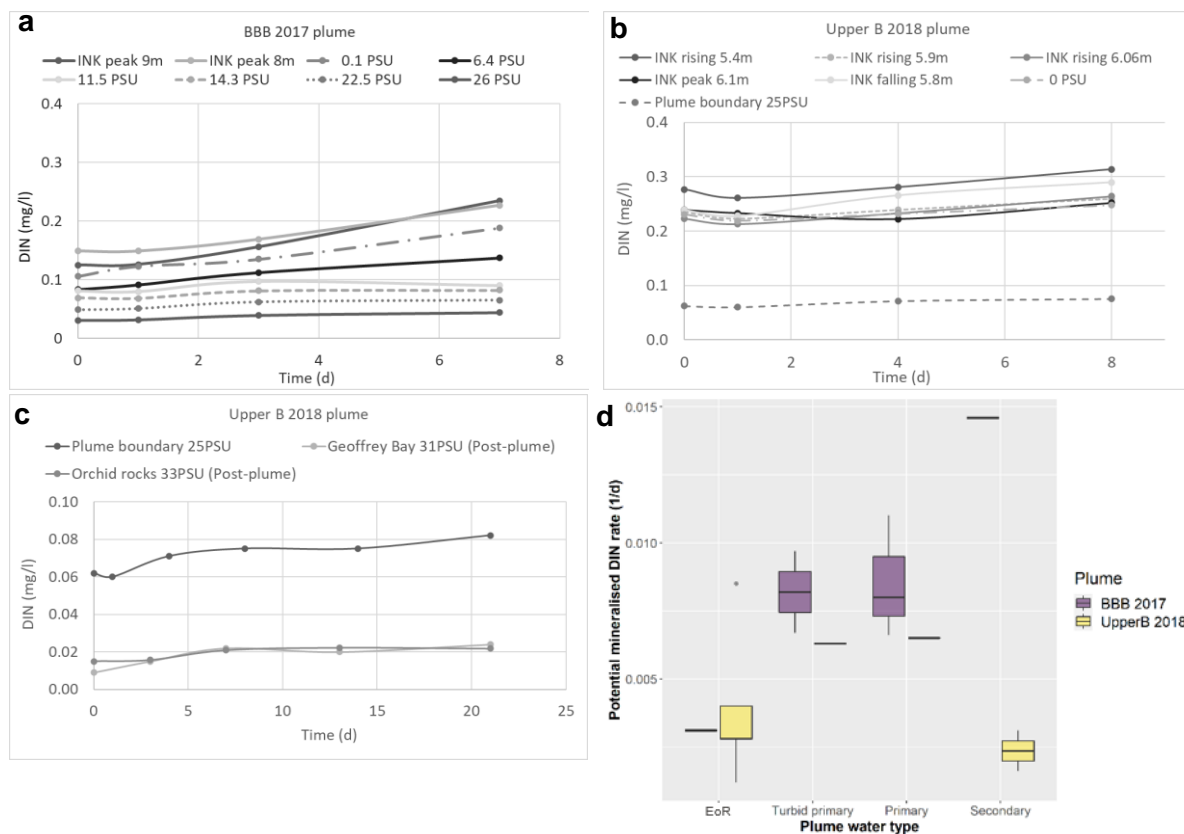 a
BBB 2017 plume
INK peak 9m INK peak 8m 0.1 PSU 6.4 PSU
11.5 PSU 14.3 PSU 22.5 PSU 26 PSU
0.4
0.3
0.2
0.1
0
DIN (mg/l)
0 2 4 6 8
Time (d)
b
Upper B 2018 plume
INK rising 5.4m INK rising 5.9m INK rising 6.06m
INK peak 6.1m INK falling 5.8m 0 PSU
Plume boundary 25PSU
0.4
0.3
0.2
0.1
0.0
DIN (mg/l)
0 2 4 6 8
Time (d)
c
Upper B 2018 plume
Plume boundary 25PSU Geoffrey Bay 31PSU (Post-plume)
Orchid rocks 33PSU (Post-plume)
0.10
0.08
0.06
0.04
0.02
0.00
DIN (mg/l)
0 5 10 15 20 25
Time (d)
d
0.015
0.010
0.005
Potential mineralised DIN rate (1/d)
EoR Turbid primary Primary Secondary
Plume water type
Plume
BBB 2017
UpperB 2018